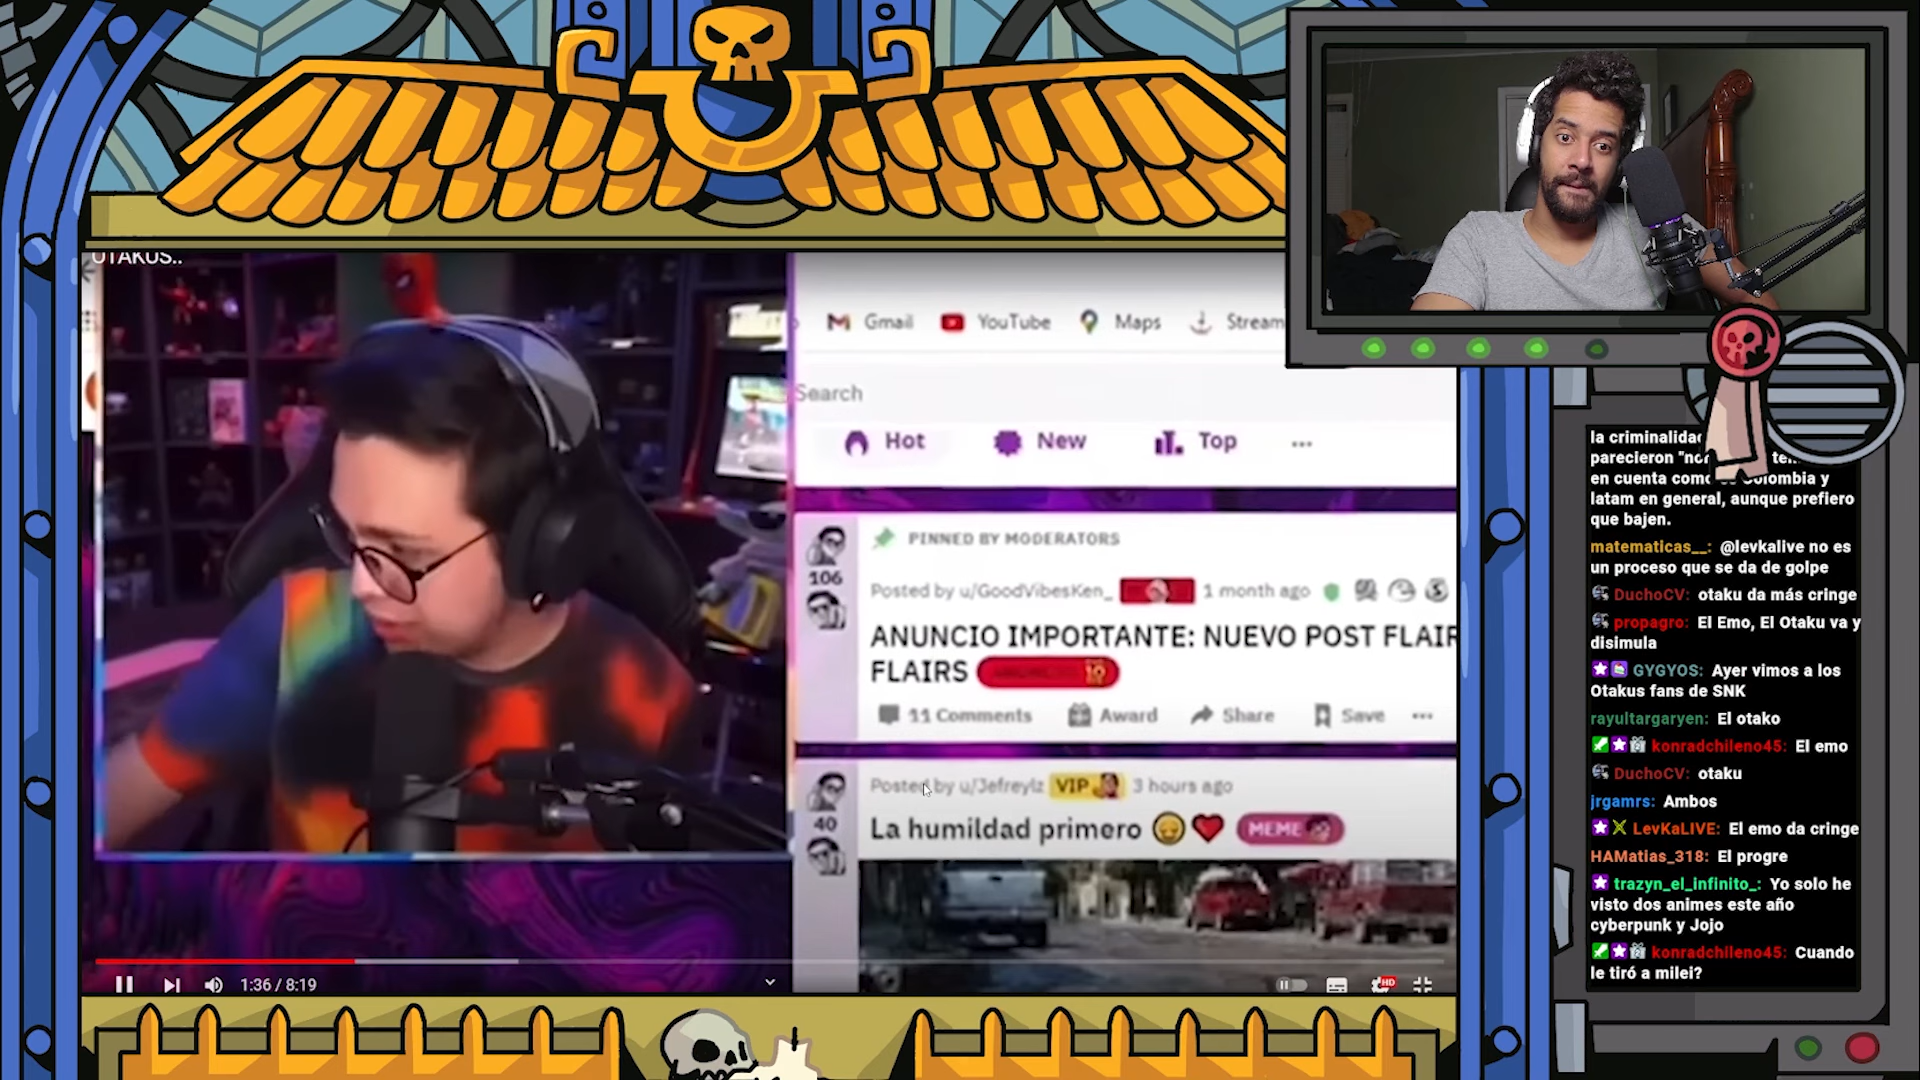 OTAKUS..
Gmail YouTube Maps Stream
Search
Hot New Top ...
PINNED BY MODERATORS
106
Posted by u/GoodVibesKen_ 1 month ago
ANUNCIO IMPORTANTE: NUEVO POST FLAIR
FLAIRS
11 Comments Award Share Save ...
Posted by u/Jefreylz VIP 3 hours ago
40
La humildad primero MEME
1:36 / 8:19
HD
la criminalidad
parecieron
en cuenta como Colombia y
latam en general, aunque prefiero
que bajen.
matematicas__: @levkalive no es
un proceso que se da de golpe
DuchoCV: otaku da más cringe
propagro: El Emo, El Otaku va y
disimula
GYGYOS: Ayer vimos a los
Otakus fans de SNK
rayultargaryen: El otako
konradchileno45: El emo
DuchoCV: otaku
jrgamrs: Ambos
LevKaLIVE: El emo da cringe
HAMatias_318: El progre
trazyn_el_infinito_: Yo solo he
visto dos animes este año
cyberpunk y Jojo
konradchileno45: Cuando
le tiró a milei?